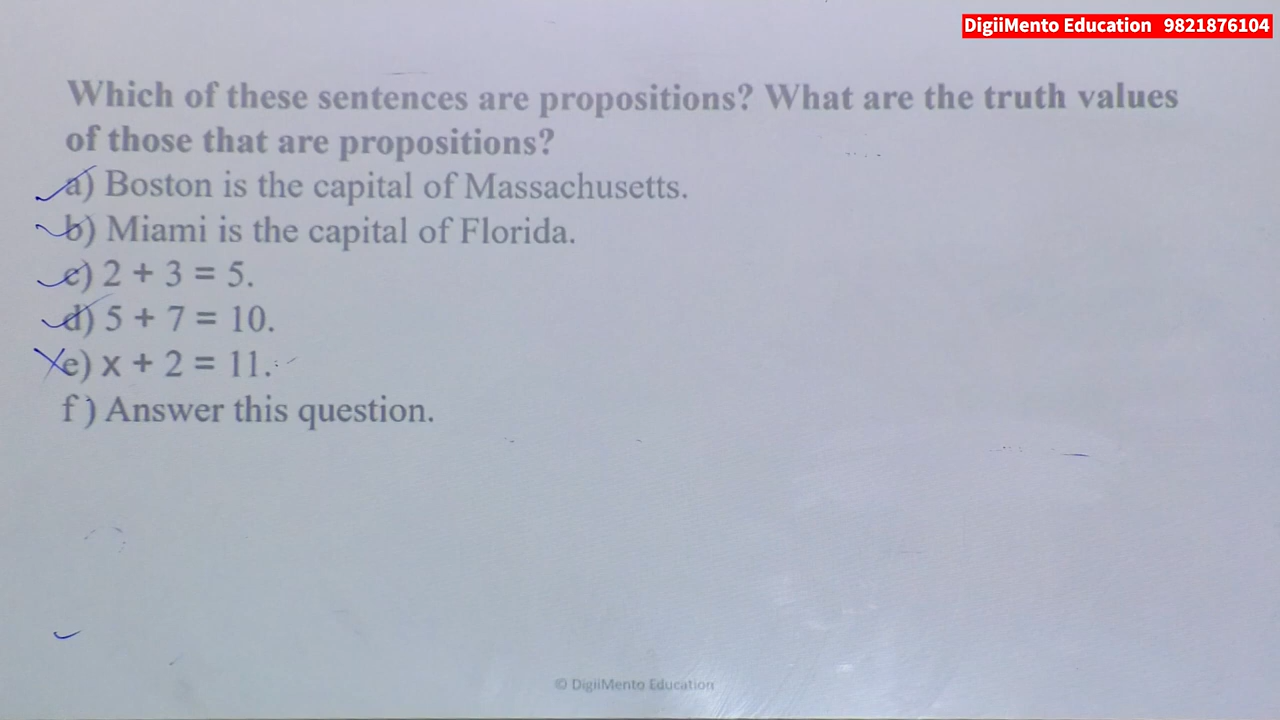 DigiiMento Education 9821876104
Which of these sentences are propositions? What are the truth values
of those that are propositions?
a) Boston is the capital of Massachusetts.
b) Miami is the capital of Florida.
c) 2 + 3 = 5.
d) 5 + 7 = 10.
e) x + 2 = 11.
f ) Answer this question.
© DigiiMento Education